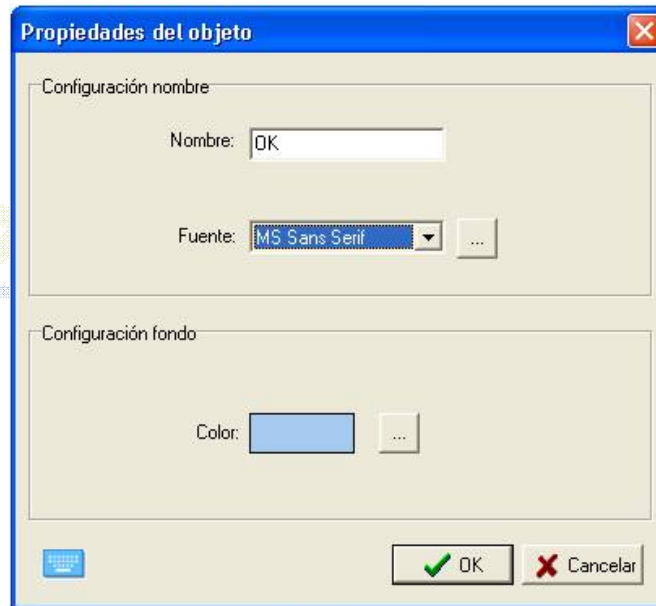 Propiedades del objeto
Configuración nombre
Nombre: OK
Fuente: MS Sans Serif ...
Configuración fondo
Color: ...
OK Cancelar